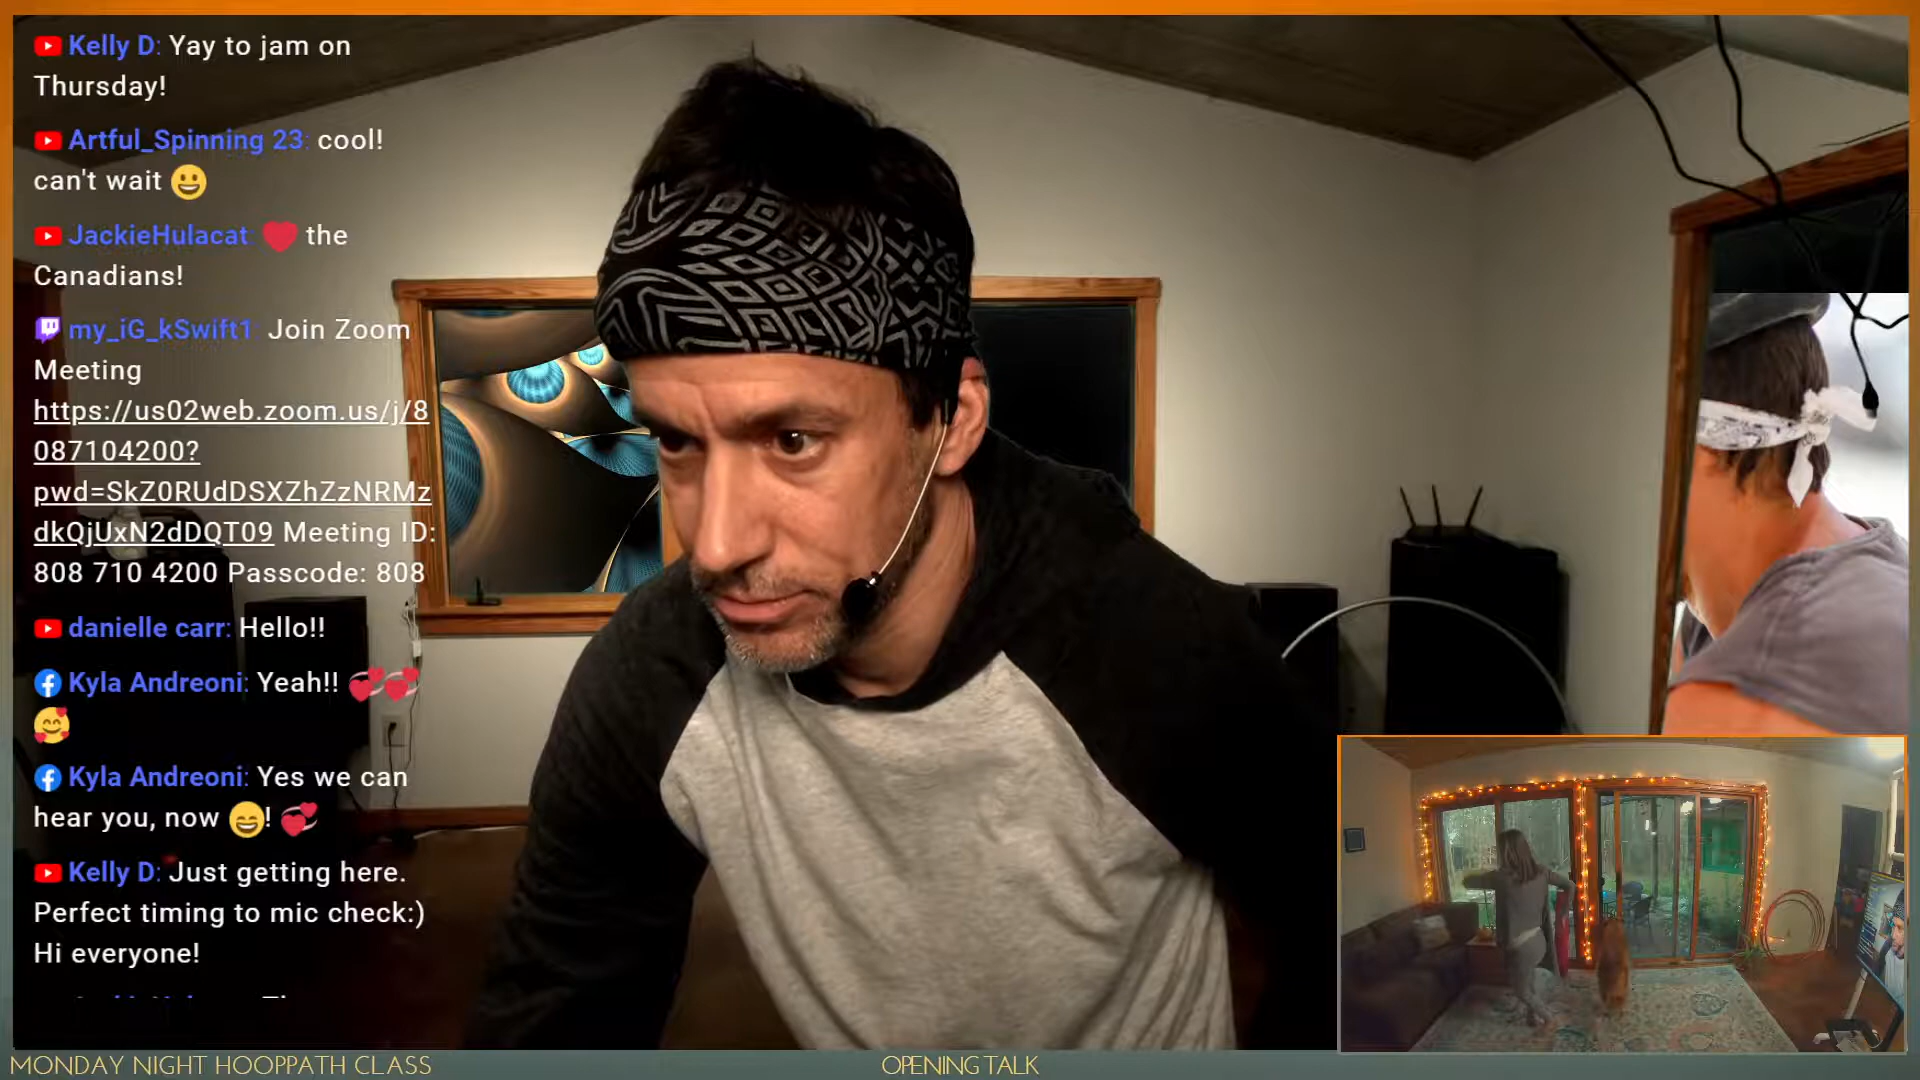 Kelly D: Yay to jam on
Thursday!
Artful_Spinning 23: cool!
can't wait 😀
JackieHulacat: ❤️ the
Canadians!
my_iG_kSwift1: Join Zoom
Meeting
https://us02web.zoom.us/j/8
087104200?
pwd=SkZ0RUdDSXZhZzNRMz
dkQjUxN2dDQT09 Meeting ID:
808 710 4200 Passcode: 808
danielle carr: Hello!!
Kyla Andreoni: Yeah!! 💞💞
🥰
Kyla Andreoni: Yes we can
hear you, now 😄! 💞
Kelly D: Just getting here.
Perfect timing to mic check:)
Hi everyone!
MONDAY NIGHT HOOPPATH CLASS
OPENING TALK